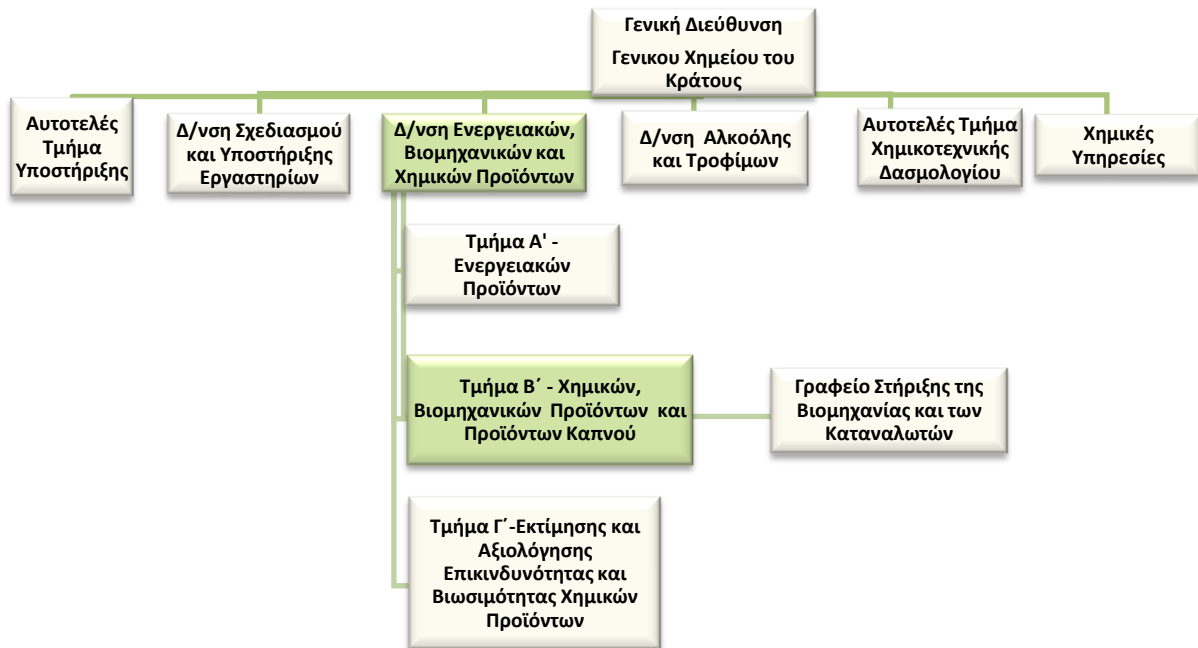 Γενική Διεύθυνση
Γενικου Χημείου του
Κράτους
Αυτοτελές
Τμήμα
Υποστήριξης
Δ/νση Σχεδιασμού
και Υποστήριξης
Εργαστηρίων
Δ/νση Ενεργειακών,
Βιομηχανικών και
Χημικών Προϊόντων
Δ/νση Αλκοόλης
και Τροφίμων
Αυτοτελές Τμήμα
Χημικοτεχνικής
Δασμολογίου
Χημικές
Υπηρεσίες
Τμήμα Α' -
Ενεργειακών
Προϊόντων
Τμήμα Β΄ - Χημικών,
Βιομηχανικών Προϊόντων και
Προϊόντων Καπνού
Γραφείο Στήριξης της
Βιομηχανίας και των
Καταναλωτών
Τμήμα Γ΄-Εκτίμησης και
Αξιολόγησης
Επικινδυνότητας και
Βιωσιμότητας Χημικών
Προϊόντων